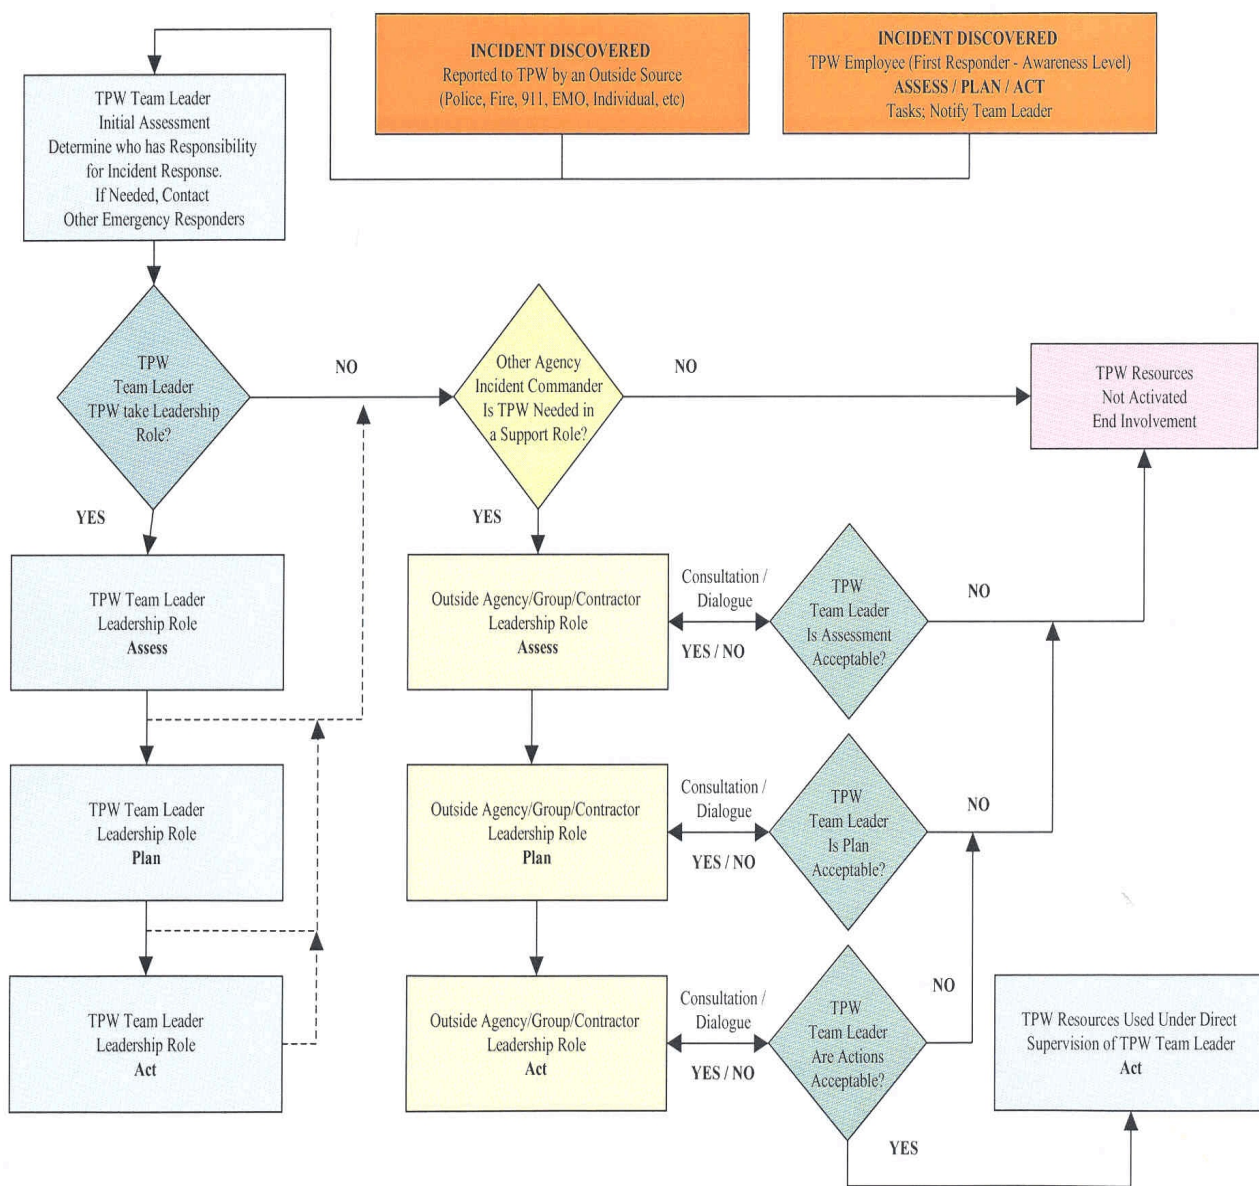 INCIDENT DISCOVERED
Reported to TPW by an Outside Source
(Police, Fire, 911, EMO, Individual, etc)
INCIDENT DISCOVERED
TPW Employee (First Responder - Awareness Level)
ASSESS / PLAN / ACT
Tasks; Notify Team Leader
TPW Team Leader
Initial Assessment
Determine who has Responsibility
for Incident Response.
If Needed, Contact
Other Emergency Responders
TPW
Team Leader
TPW take Leadership
Role?
NO
YES
Other Agency
Incident Commander
Is TPW Needed in
a Support Role?
NO
YES
TPW Resources
Not Activated
End Involvement
TPW Team Leader
Leadership Role
Assess
Outside Agency/Group/Contractor
Leadership Role
Assess
Consultation /
Dialogue
YES / NO
TPW
Team Leader
Is Assessment
Acceptable?
NO
TPW Team Leader
Leadership Role
Plan
Outside Agency/Group/Contractor
Leadership Role
Plan
Consultation /
Dialogue
YES / NO
TPW
Team Leader
Is Plan
Acceptable?
NO
TPW Team Leader
Leadership Role
Act
Outside Agency/Group/Contractor
Leadership Role
Act
Consultation /
Dialogue
YES / NO
TPW
Team Leader
Are Actions
Acceptable?
NO
YES
TPW Resources Used Under Direct
Supervision of TPW Team Leader
Act